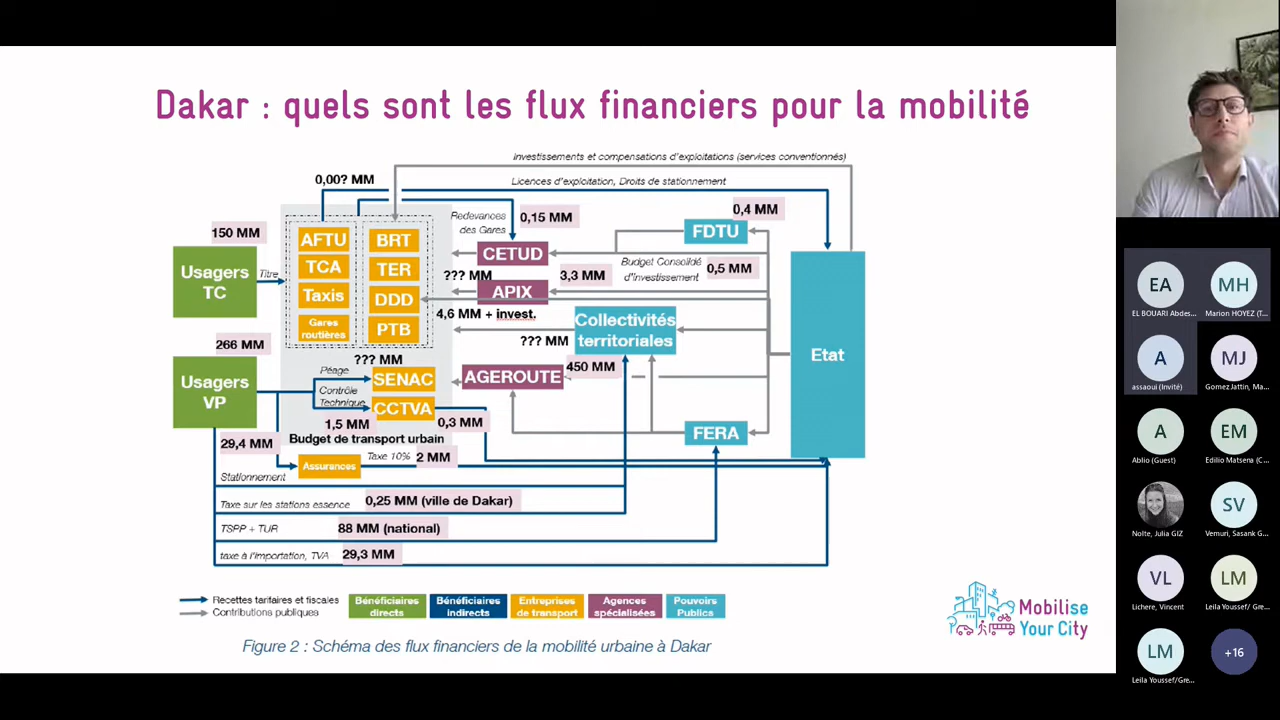 Dakar : quels sont les flux financiers pour la mobilité
Investissements et compensations d'exploitations (services conventionnés)
0,00? MM
Licences d'exploitation, Droits de stationnement
150 MM
Usagers
TC
Titre
AFTU
TCA
Taxis
Gares
routières
BRT
TER
DDD
PTB
Redevances
des Gares
0,15 MM
CETUD
??? MM
APIX
3,3 MM
4,6 MM + invest.
FDTU
0,4 MM
Budget Consolidé
d'investissement
0,5 MM
Collectivités
territoriales
??? MM
Etat
266 MM
Usagers
VP
??? MM
Péage
SENAC
Contrôle
Technique
CCTVA
1,5 MM
0,3 MM
AGEROUTE
450 MM
FERA
Budget de transport urbain
29,4 MM
Assurances
Taxe 10%
2 MM
Stationnement
Taxe sur les stations essence
0,25 MM (ville de Dakar)
TSPP + TUR
88 MM (national)
taxe à l'importation, TVA
29,3 MM
Recettes taritaires et fiscales
Contributions publiques
Bénéficiaires
directs
Bénéficiaires
indirects
Entreprises
de transport
Agences
spécialisées
Pouvoirs
Publics
Figure 2 : Schéma des flux financiers de la mobilité urbaine à Dakar
Mobilise
Your City
EA
EL BOUARI Abdes...
MH
Marion HOYEZ (T...
A
assaoui (Invité)
MJ
Gomez Jattin, Ma...
A
Ablio (Guest)
EM
Edilio Matsena (C...
Nolte, Julia GIZ
SV
Vemuri, Sasank G...
VL
Lichere, Vincent
LM
Leila Youssef/ Gre...
LM
Leila Youssef/Gre...
+16